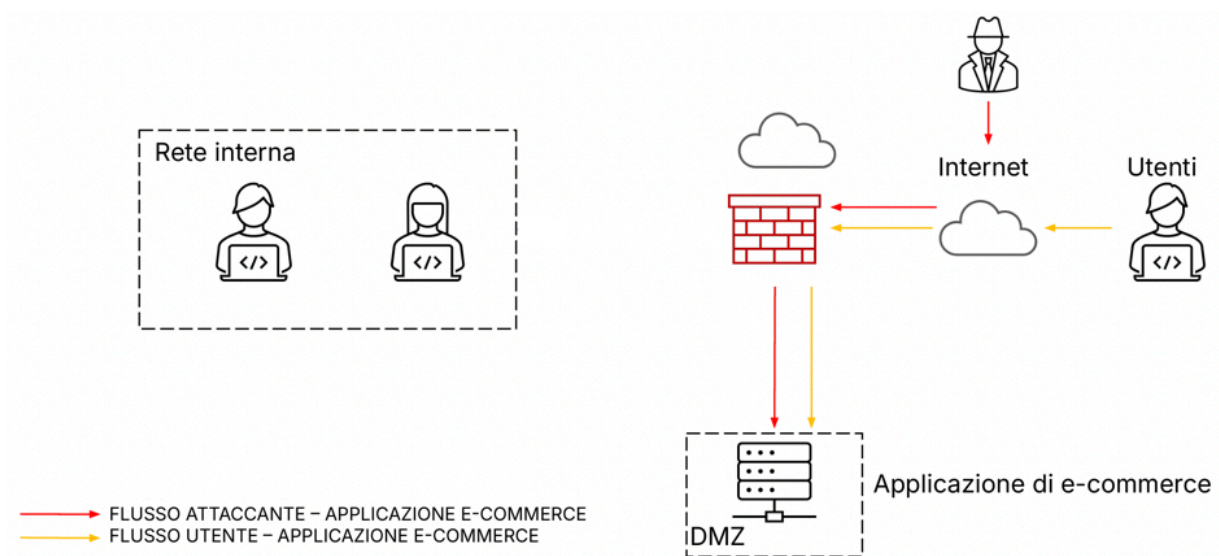 Rete interna
</>
</>
Internet
Utenti
</>
Applicazione di e-commerce
DMZ
FLUSSO ATTACCANTE – APPLICAZIONE E-COMMERCE
FLUSSO UTENTE – APPLICAZIONE E-COMMERCE